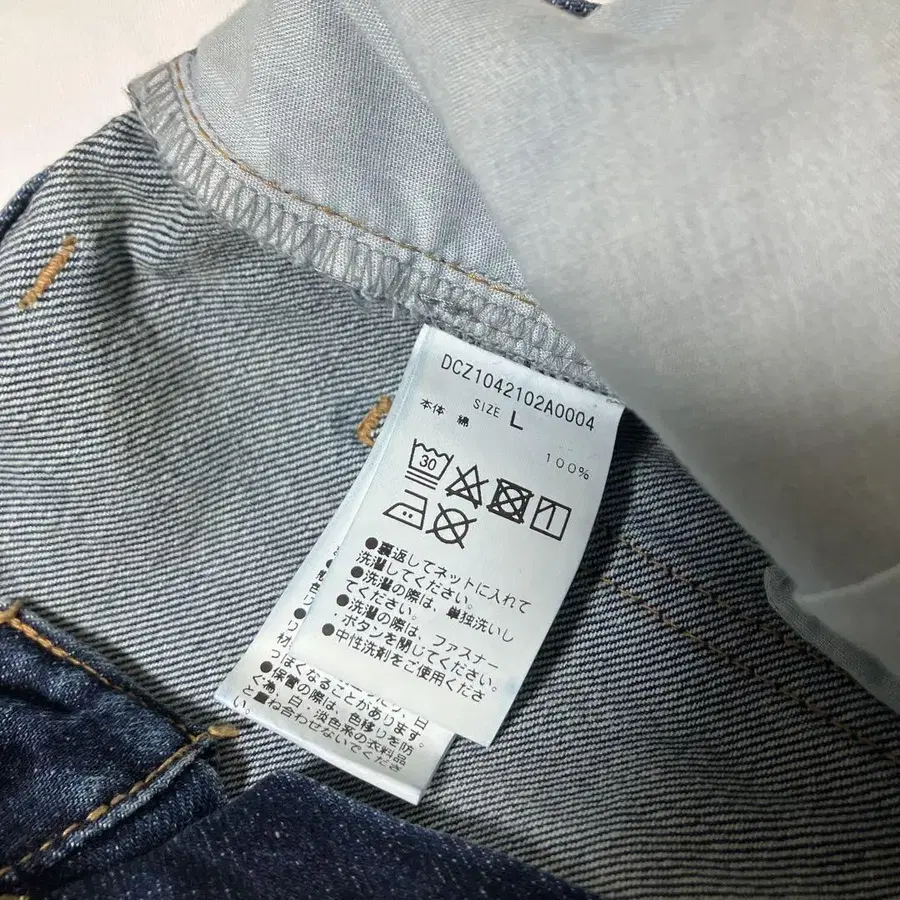 DCZ1042102A0004
SIZE L
本体 綿
100%
30
●裏返してネットに入れて
洗濯してください。
●洗濯の際は、単独洗いし
てください。
●洗濯の際は、ファスナー
・ボタンを閉じてください。
●中性洗剤をご使用くださ
っぽくなることがあります。
●保管の際は、色移りを防
ぐ為、白・淡色系の衣料品
と重ね合わせないでくださ